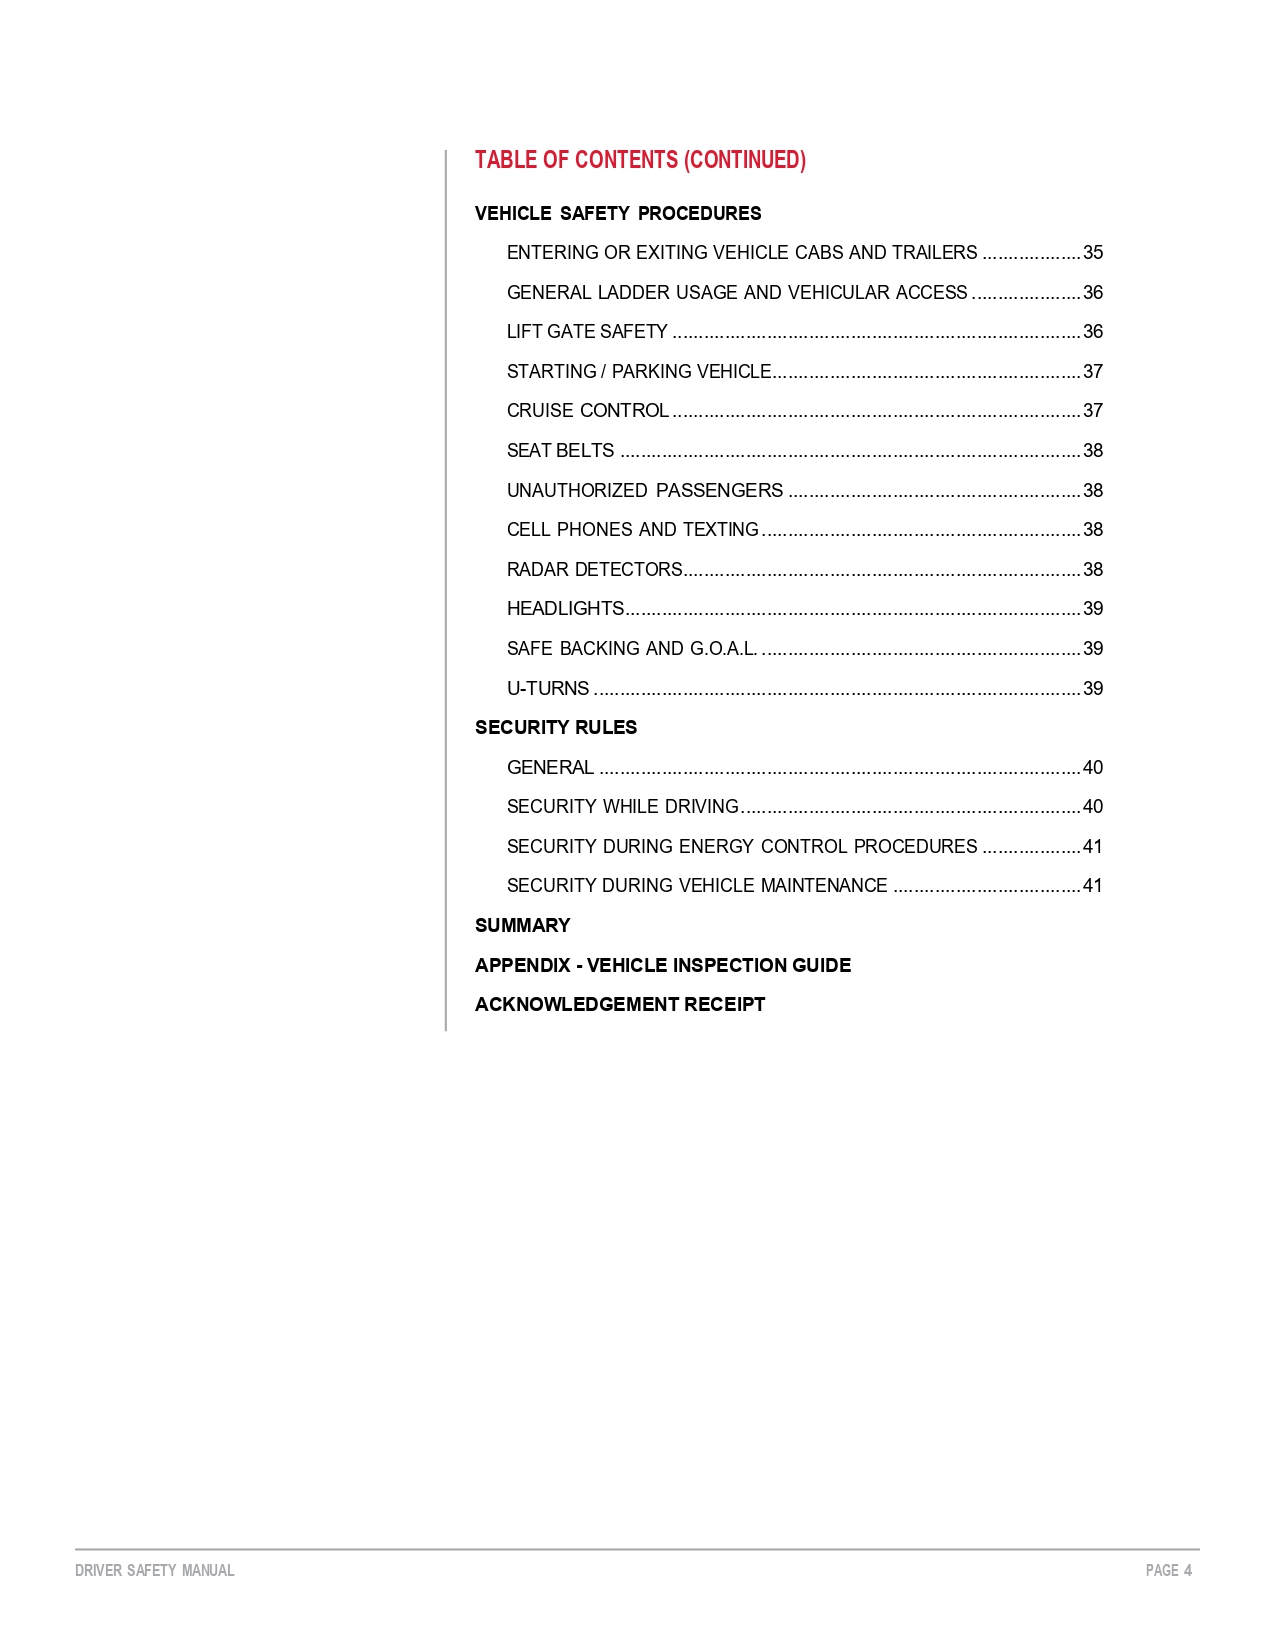 TABLE OF CONTENTS (CONTINUED)
VEHICLE SAFETY PROCEDURES
ENTERING OR EXITING VEHICLE CABS AND TRAILERS ...................35
GENERAL LADDER USAGE AND VEHICULAR ACCESS .....................36
LIFT GATE SAFETY ..............................................................................36
STARTING / PARKING VEHICLE...........................................................37
CRUISE CONTROL ..............................................................................37
SEAT BELTS ........................................................................................38
UNAUTHORIZED PASSENGERS ........................................................38
CELL PHONES AND TEXTING .............................................................38
RADAR DETECTORS............................................................................38
HEADLIGHTS.......................................................................................39
SAFE BACKING AND G.O.A.L. .............................................................39
U-TURNS .............................................................................................39
SECURITY RULES
GENERAL ............................................................................................40
SECURITY WHILE DRIVING.................................................................40
SECURITY DURING ENERGY CONTROL PROCEDURES ...................41
SECURITY DURING VEHICLE MAINTENANCE ....................................41
SUMMARY
APPENDIX - VEHICLE INSPECTION GUIDE
ACKNOWLEDGEMENT RECEIPT
DRIVER SAFETY MANUAL
PAGE 4